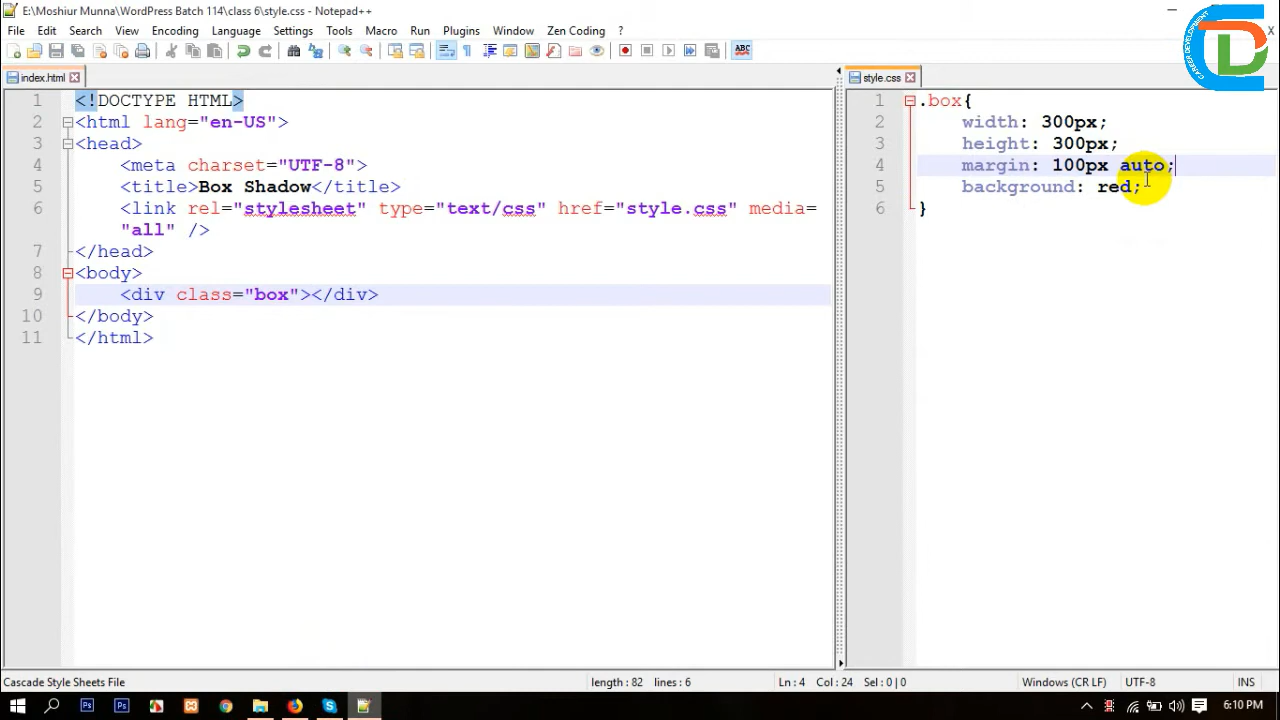 E:\Moshiur Munna\WordPress Batch 114\class 6\style.css - Notepad++
File Edit Search View Encoding Language Settings Tools Macro Run Plugins Window Zen Coding ? X
ABC
CAREER DEVELOPMENT
index.html
1 <!DOCTYPE HTML>
2 <html lang="en-US">
3 <head>
4 <meta charset="UTF-8">
5 <title>Box Shadow</title>
6 <link rel="stylesheet" type="text/css" href="style.css" media=
"all" />
7 </head>
8 <body>
9 <div class="box"></div>
10 </body>
11 </html>
style.css
1 .box{
2 width: 300px;
3 height: 300px;
4 margin: 100px auto;
5 background: red;
6 }
Cascade Style Sheets File length : 82 lines : 6 Ln : 4 Col : 24 Sel : 0 | 0 Windows (CR LF) UTF-8 INS
Ps Ps 6:10 PM